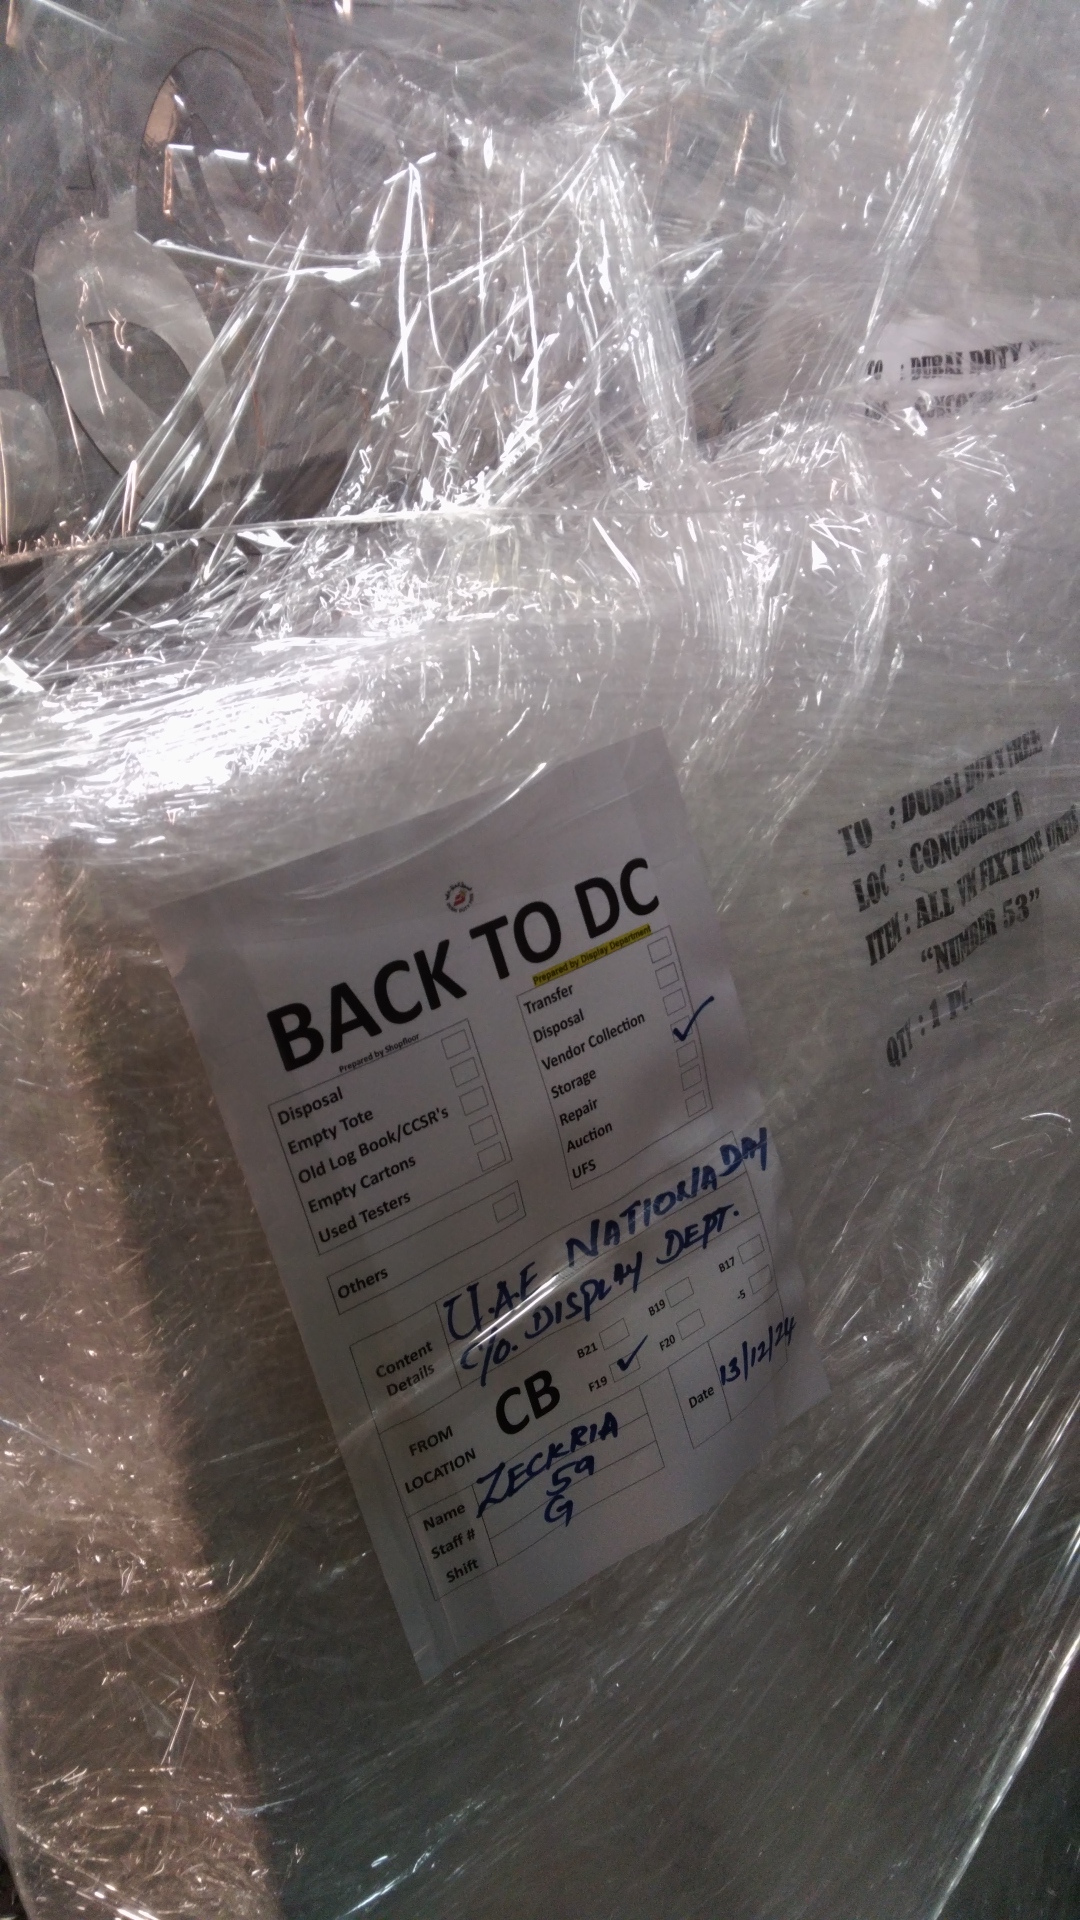 TO : DUBAI DUTY
BACK TO DC
Prepared by Shopfloor
Disposal
Empty Tote
Old Log Book/CCSR's
Empty Cartons
Used Testers
Others
Prepared by Display Department
Transfer
Disposal
Vendor Collection
Storage
Repair
Auction
UFS
Content Details
U.A.E NATIONA DAY
C/O. DISPLAY DEPT.
FROM LOCATION
CB
B21 B19 B17
F19 F20 -5
Name ZECKRIA
Staff # 59
Shift G
Date 13/12/24
TO : DUBAI DUTY FREE
LOC : CONCOURSE B
ITEM : ALL VM FIXTURE
“NUMBER 53”
QTY : 1 PC.